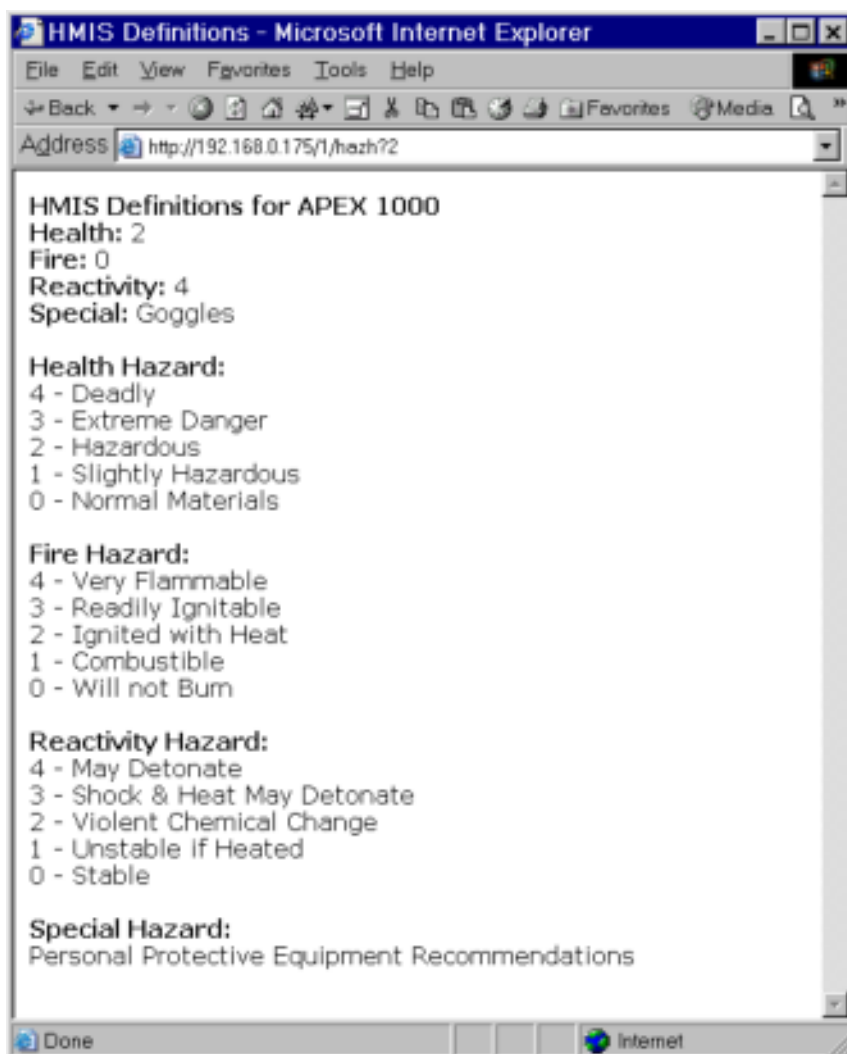 HMIS Definitions - Microsoft Internet Explorer
File Edit View Favorites Tools Help
Back Favorites Media »
Address http://192.168.0.175/1/hazh?2
HMIS Definitions for APEX 1000
Health: 2
Fire: 0
Reactivity: 4
Special: Goggles
Health Hazard:
4 - Deadly
3 - Extreme Danger
2 - Hazardous
1 - Slightly Hazardous
0 - Normal Materials
Fire Hazard:
4 - Very Flammable
3 - Readily Ignitable
2 - Ignited with Heat
1 - Combustible
0 - Will not Burn
Reactivity Hazard:
4 - May Detonate
3 - Shock & Heat May Detonate
2 - Violent Chemical Change
1 - Unstable if Heated
0 - Stable
Special Hazard:
Personal Protective Equipment Recommendations
Done Internet